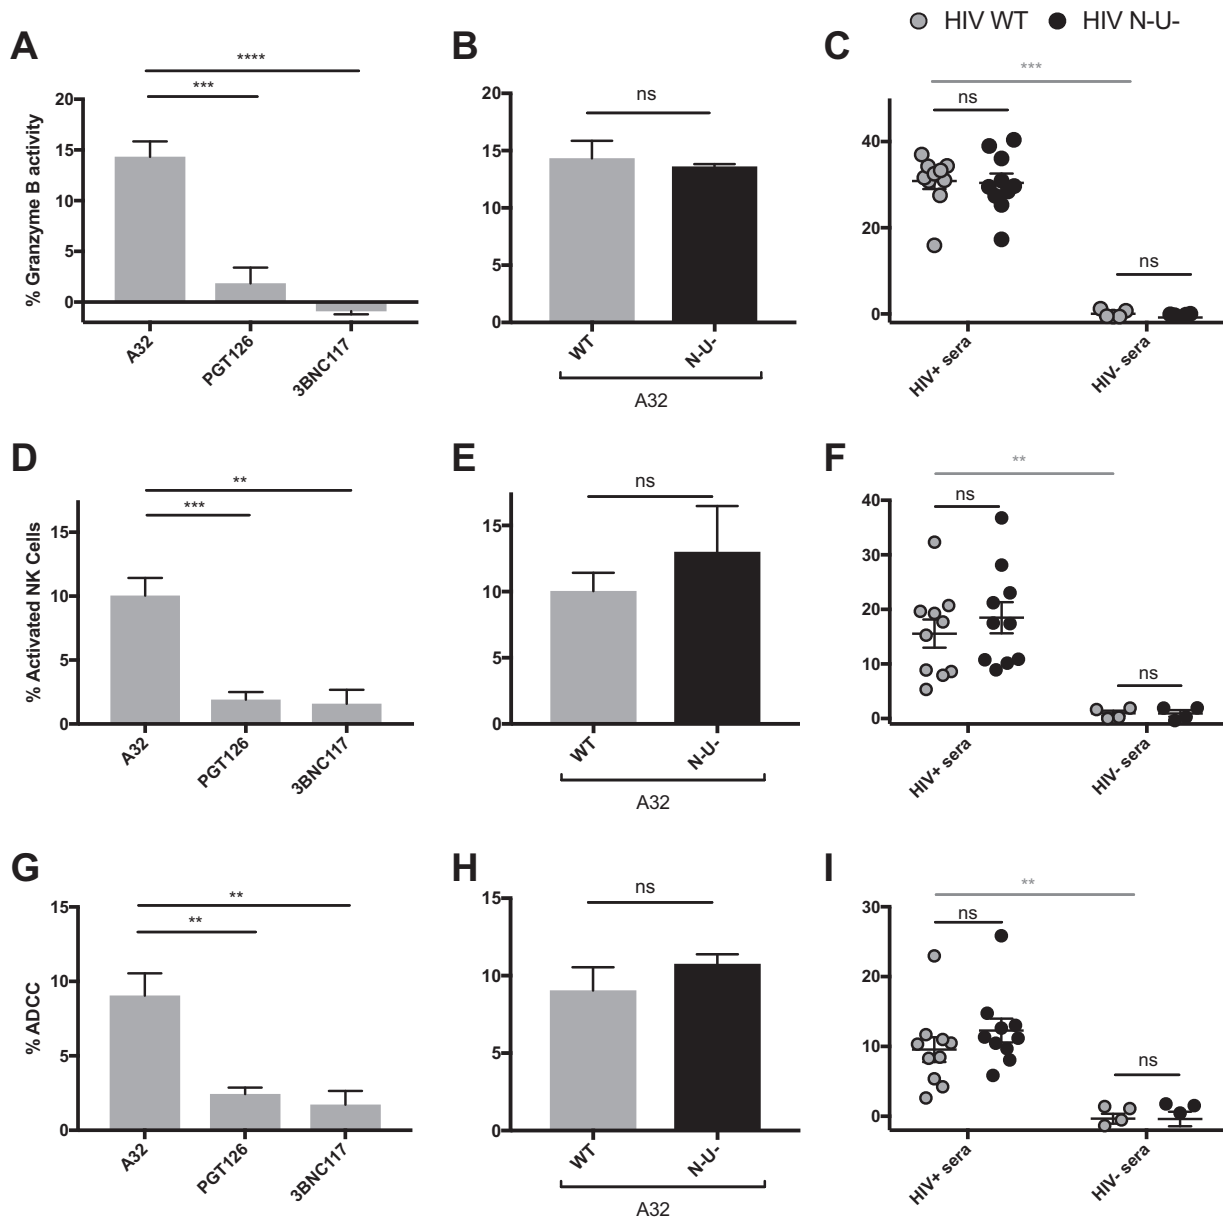 HIV WT HIV N-U-
A
****
***
% Granzyme B activity
20
15
10
5
0
A32
PGT126
3BNC117
B
ns
20
15
10
5
0
WT
N-U-
A32
C
***
ns
ns
40
20
0
HIV+ sera
HIV- sera
D
**
***
% Activated NK Cells
15
10
5
0
A32
PGT126
3BNC117
E
ns
15
10
5
0
WT
N-U-
A32
F
**
ns
ns
40
30
20
10
0
HIV+ sera
HIV- sera
G
**
**
% ADCC
15
10
5
0
A32
PGT126
3BNC117
H
ns
15
10
5
0
WT
N-U-
A32
I
**
ns
ns
30
20
10
0
HIV+ sera
HIV- sera